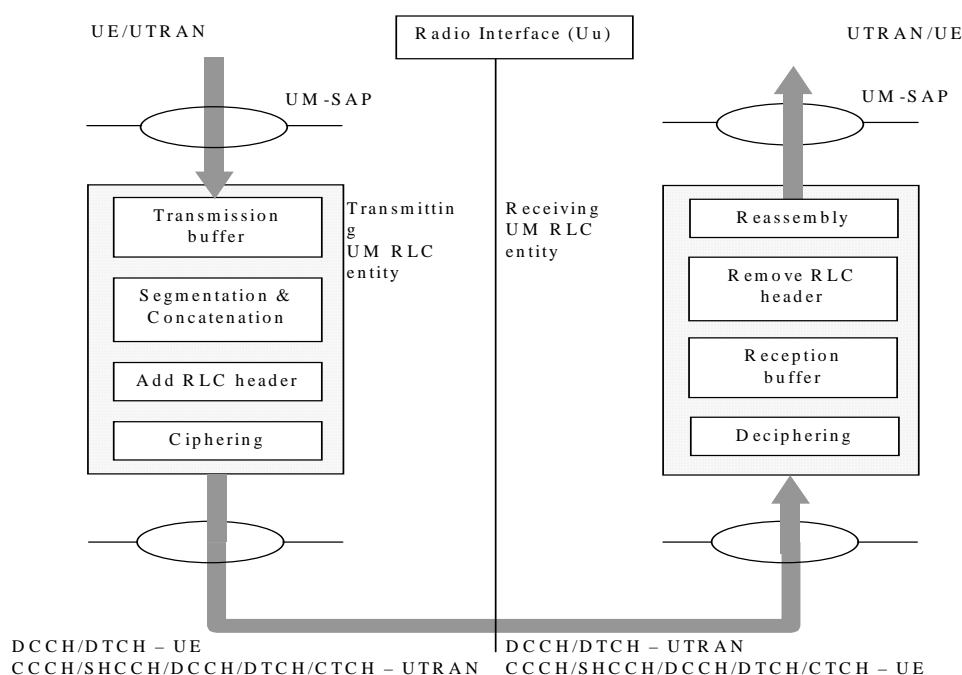 UE/UTRAN
Radio Interface (Uu)
UTRAN/UE
UM-SAP
UM-SAP
Transmission
buffer
Segmentation &
Concatenation
Add RLC header
Ciphering
Transmittin
g
UM RLC
entity
Receiving
UM RLC
entity
Reassembly
Remove RLC
header
Reception
buffer
Deciphering
DCCH/DTCH – UE
CCCH/SHCCH/DCCH/DTCH/CTCH – UTRAN
DCCH/DTCH – UTRAN
CCCH/SHCCH/DCCH/DTCH/CTCH – UE